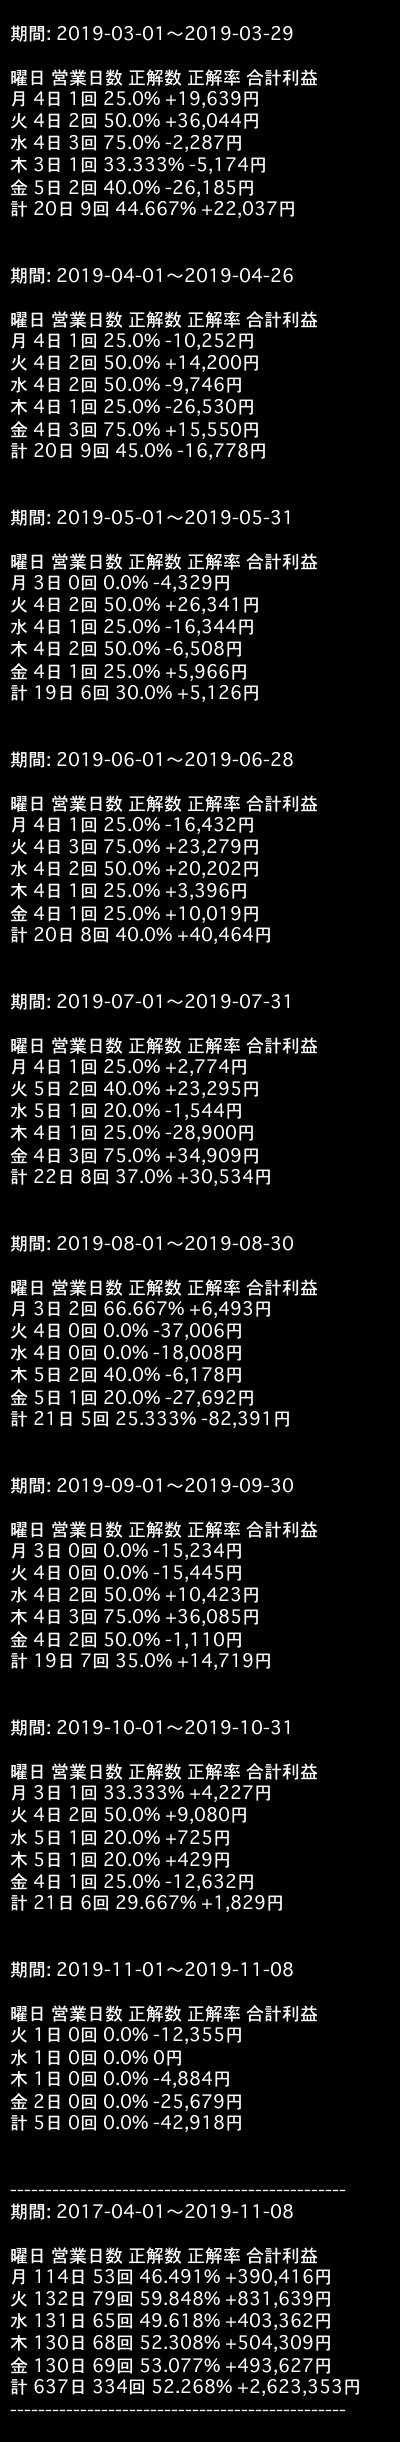 期間: 2019-03-01～2019-03-29
曜日 営業日数 正解数 正解率 合計利益
月 4日 1回 25.0% +19,639円
火 4日 2回 50.0% +36,044円
水 4日 3回 75.0% -2,287円
木 3日 1回 33.333% -5,174円
金 5日 2回 40.0% -26,185円
計 20日 9回 44.667% +22,037円
期間: 2019-04-01～2019-04-26
曜日 営業日数 正解数 正解率 合計利益
月 4日 1回 25.0% -10,252円
火 4日 2回 50.0% +14,200円
水 4日 2回 50.0% -9,746円
木 4日 1回 25.0% -26,530円
金 4日 3回 75.0% +15,550円
計 20日 9回 45.0% -16,778円
期間: 2019-05-01～2019-05-31
曜日 営業日数 正解数 正解率 合計利益
月 3日 0回 0.0% -4,329円
火 4日 2回 50.0% +26,341円
水 4日 1回 25.0% -16,344円
木 4日 2回 50.0% -6,508円
金 4日 1回 25.0% +5,966円
計 19日 6回 30.0% +5,126円
期間: 2019-06-01～2019-06-28
曜日 営業日数 正解数 正解率 合計利益
月 4日 1回 25.0% -16,432円
火 4日 3回 75.0% +23,279円
水 4日 2回 50.0% +20,202円
木 4日 1回 25.0% +3,396円
金 4日 1回 25.0% +10,019円
計 20日 8回 40.0% +40,464円
期間: 2019-07-01～2019-07-31
曜日 営業日数 正解数 正解率 合計利益
月 4日 1回 25.0% +2,774円
火 5日 2回 40.0% +23,295円
水 5日 1回 20.0% -1,544円
木 4日 1回 25.0% -28,900円
金 4日 3回 75.0% +34,909円
計 22日 8回 37.0% +30,534円
期間: 2019-08-01～2019-08-30
曜日 営業日数 正解数 正解率 合計利益
月 3日 2回 66.667% +6,493円
火 4日 0回 0.0% -37,006円
水 4日 0回 0.0% -18,008円
木 5日 2回 40.0% -6,178円
金 5日 1回 20.0% -27,692円
計 21日 5回 25.333% -82,391円
期間: 2019-09-01～2019-09-30
曜日 営業日数 正解数 正解率 合計利益
月 3日 0回 0.0% -15,234円
火 4日 0回 0.0% -15,445円
水 4日 2回 50.0% +10,423円
木 4日 3回 75.0% +36,085円
金 4日 2回 50.0% -1,110円
計 19日 7回 35.0% +14,719円
期間: 2019-10-01～2019-10-31
曜日 営業日数 正解数 正解率 合計利益
月 3日 1回 33.333% +4,227円
火 4日 2回 50.0% +9,080円
水 5日 1回 20.0% +725円
木 5日 1回 20.0% +429円
金 4日 1回 25.0% -12,632円
計 21日 6回 29.667% +1,829円
期間: 2019-11-01～2019-11-08
曜日 営業日数 正解数 正解率 合計利益
火 1日 0回 0.0% -12,355円
水 1日 0回 0.0% 0円
木 1日 0回 0.0% -4,884円
金 2日 0回 0.0% -25,679円
計 5日 0回 0.0% -42,918円
------------------------------------------------
期間: 2017-04-01～2019-11-08
曜日 営業日数 正解数 正解率 合計利益
月 114日 53回 46.491% +390,416円
火 132日 79回 59.848% +831,639円
水 131日 65回 49.618% +403,362円
木 130日 68回 52.308% +504,309円
金 130日 69回 53.077% +493,627円
計 637日 334回 52.268% +2,623,353円
------------------------------------------------